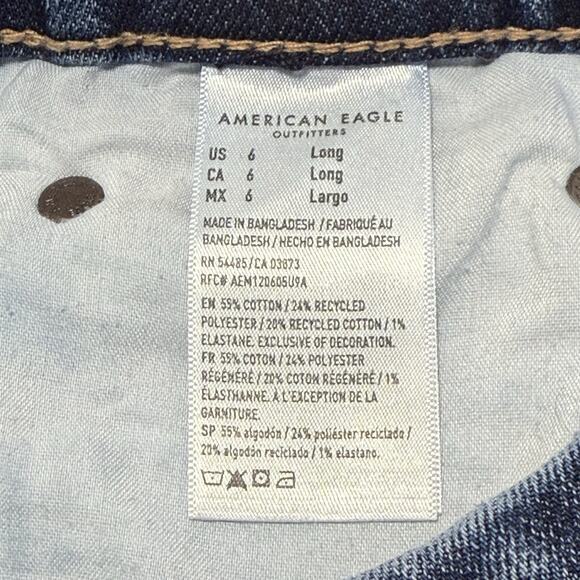 AMERICAN EAGLE
OUTFITTERS
US 6 Long
CA 6 Long
MX 6 Largo
MADE IN BANGLADESH / FABRIQUÉ AU
BANGLADESH / HECHO EN BANGLADESH
RN 54485/CA 03873
RFC# AEM120605U9A
EN 55% COTTON / 24% RECYCLED
POLYESTER / 20% RECYCLED COTTON / 1%
ELASTANE. EXCLUSIVE OF DECORATION.
FR 55% COTON / 24% POLYESTER
RÉGÉNÉRÉ / 20% COTON RÉGÉNÉRÉ / 1%
ÉLASTHANNE. À L'EXCEPTION DE LA
GARNITURE.
SP 55% algodón / 24% poliéster reciclado /
20% algodón reciclado / 1% elastano.